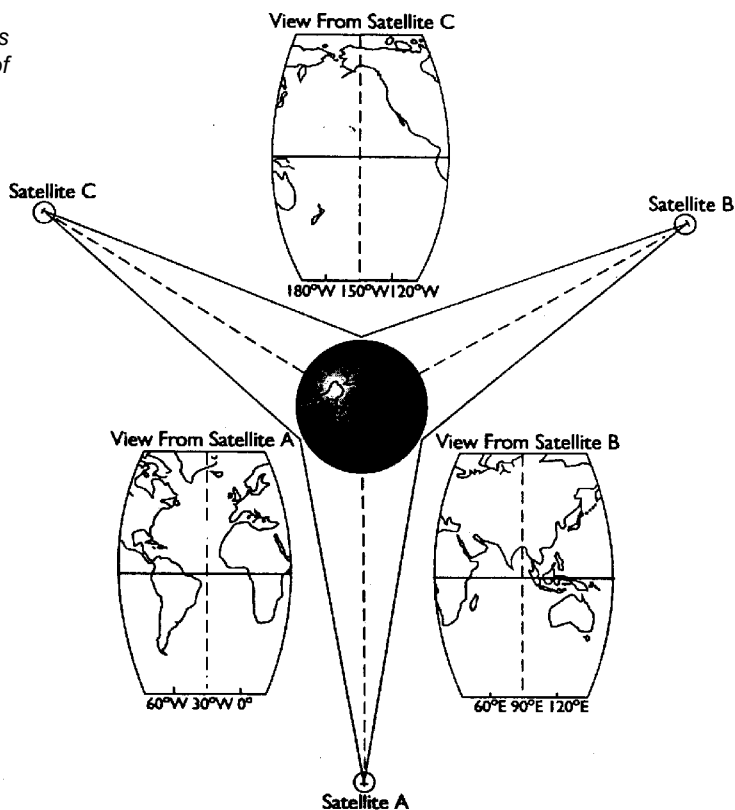 s
of
View From Satellite C
Satellite C
Satellite B
180°W 150°W 120°W
View From Satellite A
View From Satellite B
60°W 30°W 0°
60°E 90°E 120°E
Satellite A